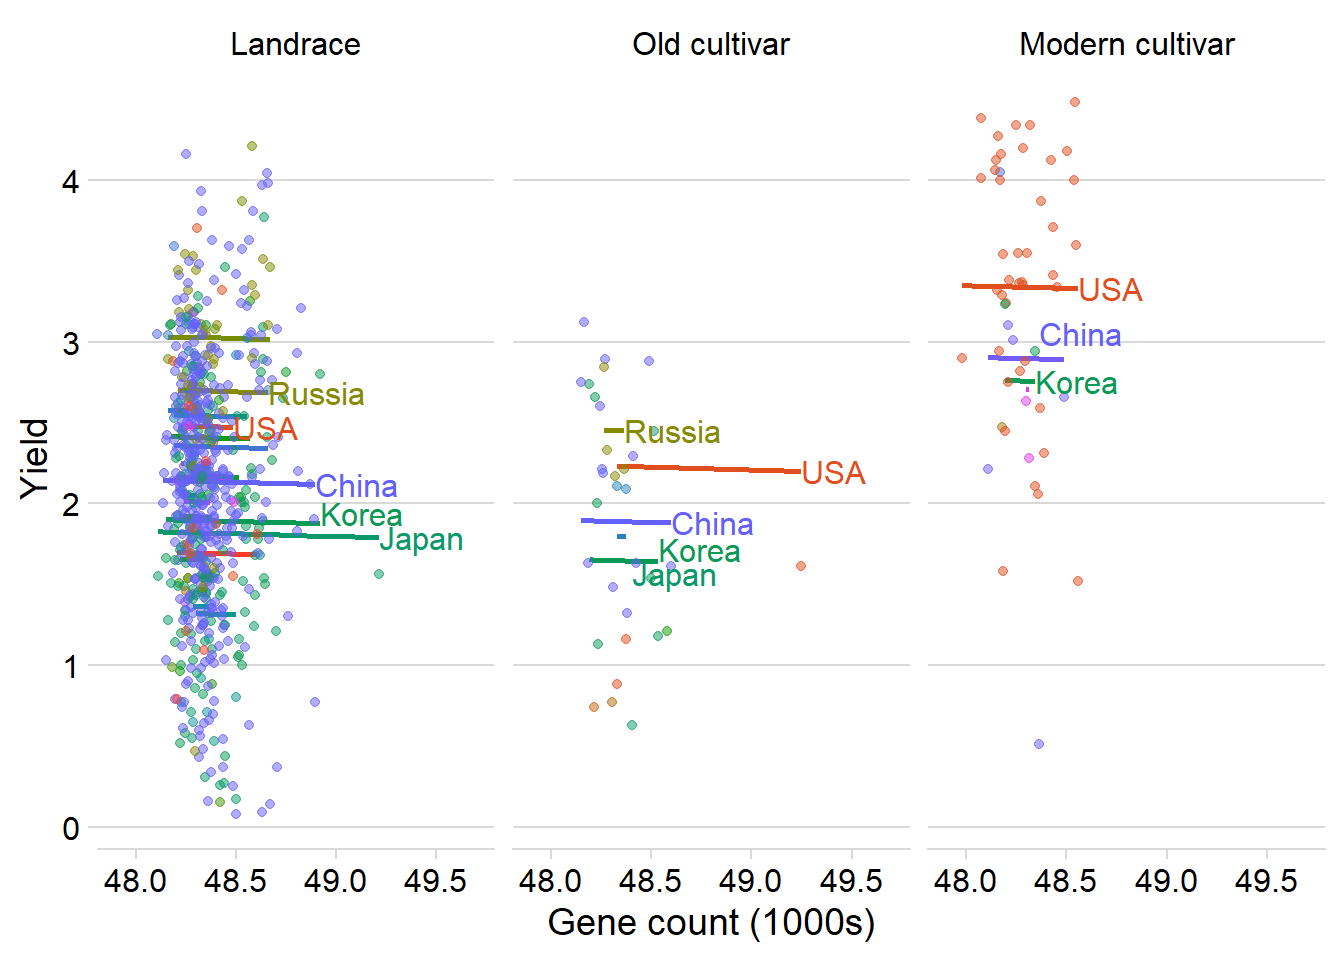 Landrace
Old cultivar
Modern cultivar
Yield
4
3
2
1
0
Russia
USA
China
Korea
Japan
Russia
USA
China
Korea
Japan
USA
China
Korea
48.0 48.5 49.0 49.5
48.0 48.5 49.0 49.5
48.0 48.5 49.0 49.5
Gene count (1000s)